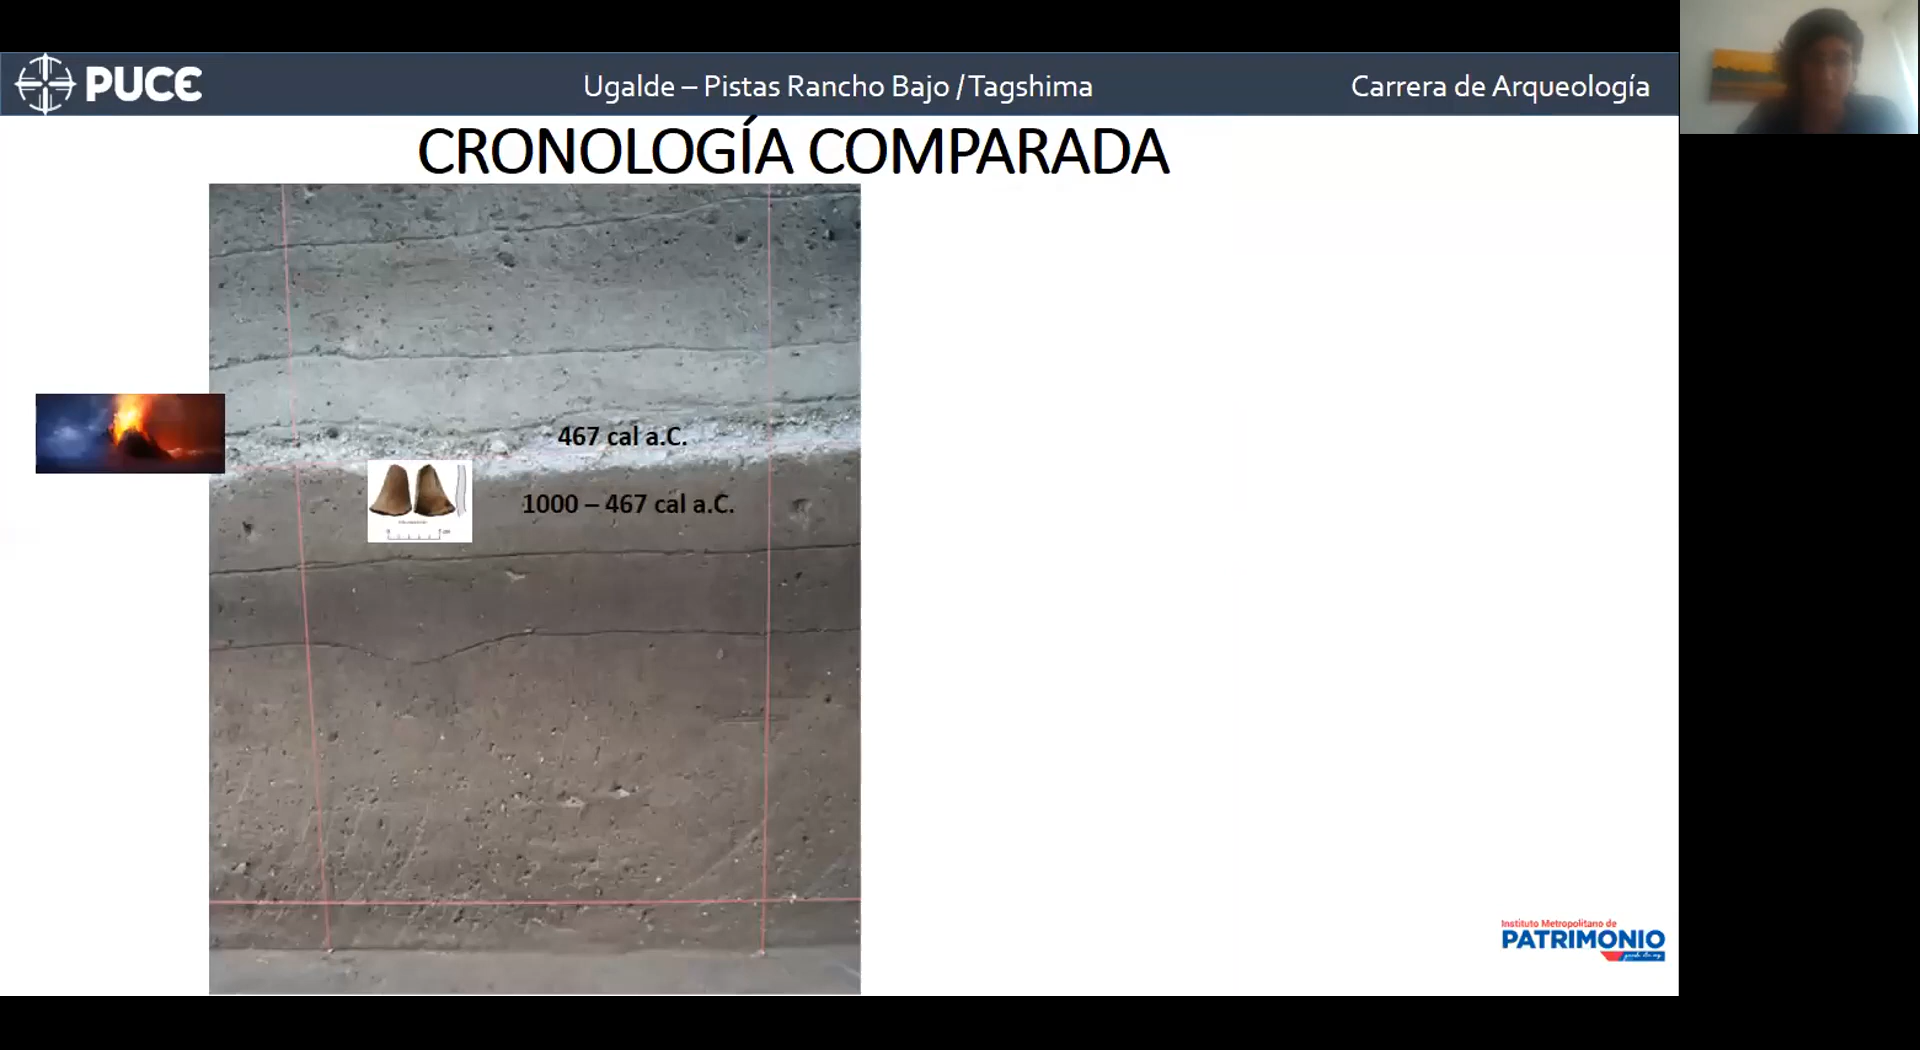 PUCE
Ugalde – Pistas Rancho Bajo / Tagshima
Carrera de Arqueología
CRONOLOGÍA COMPARADA
467 cal a.C.
1000 – 467 cal a.C.
Instituto Metropolitano de
PATRIMONIO